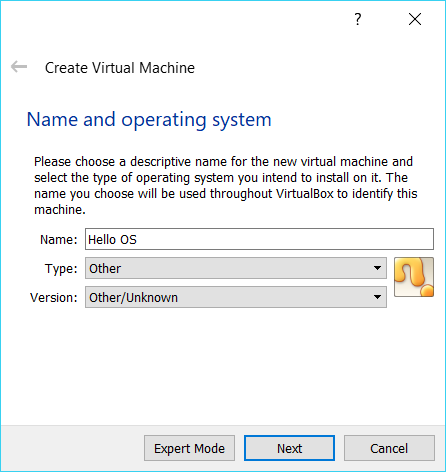 ?
Create Virtual Machine
Name and operating system
Please choose a descriptive name for the new virtual machine and
select the type of operating system you intend to install on it. The
name you choose will be used throughout VirtualBox to identify this
machine.
Name: Hello OS
Type: Other
Version: Other/Unknown
Expert Mode Next Cancel